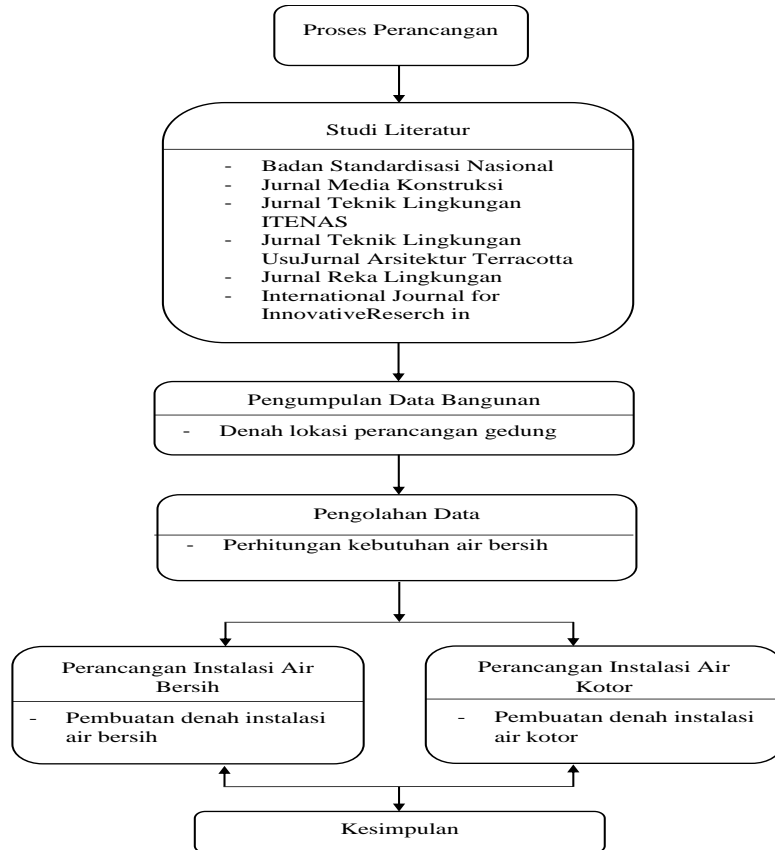 Proses Perancangan
Studi Literatur
- Badan Standardisasi Nasional
- Jurnal Media Konstruksi
- Jurnal Teknik Lingkungan
ITENAS
- Jurnal Teknik Lingkungan
UsuJurnal Arsitektur Terracotta
- Jurnal Reka Lingkungan
- International Journal for
InnovativeReserch in
Pengumpulan Data Bangunan
- Denah lokasi perancangan gedung
Pengolahan Data
- Perhitungan kebutuhan air bersih
Perancangan Instalasi Air
Bersih
- Pembuatan denah instalasi
air bersih
Perancangan Instalasi Air
Kotor
- Pembuatan denah instalasi
air kotor
Kesimpulan